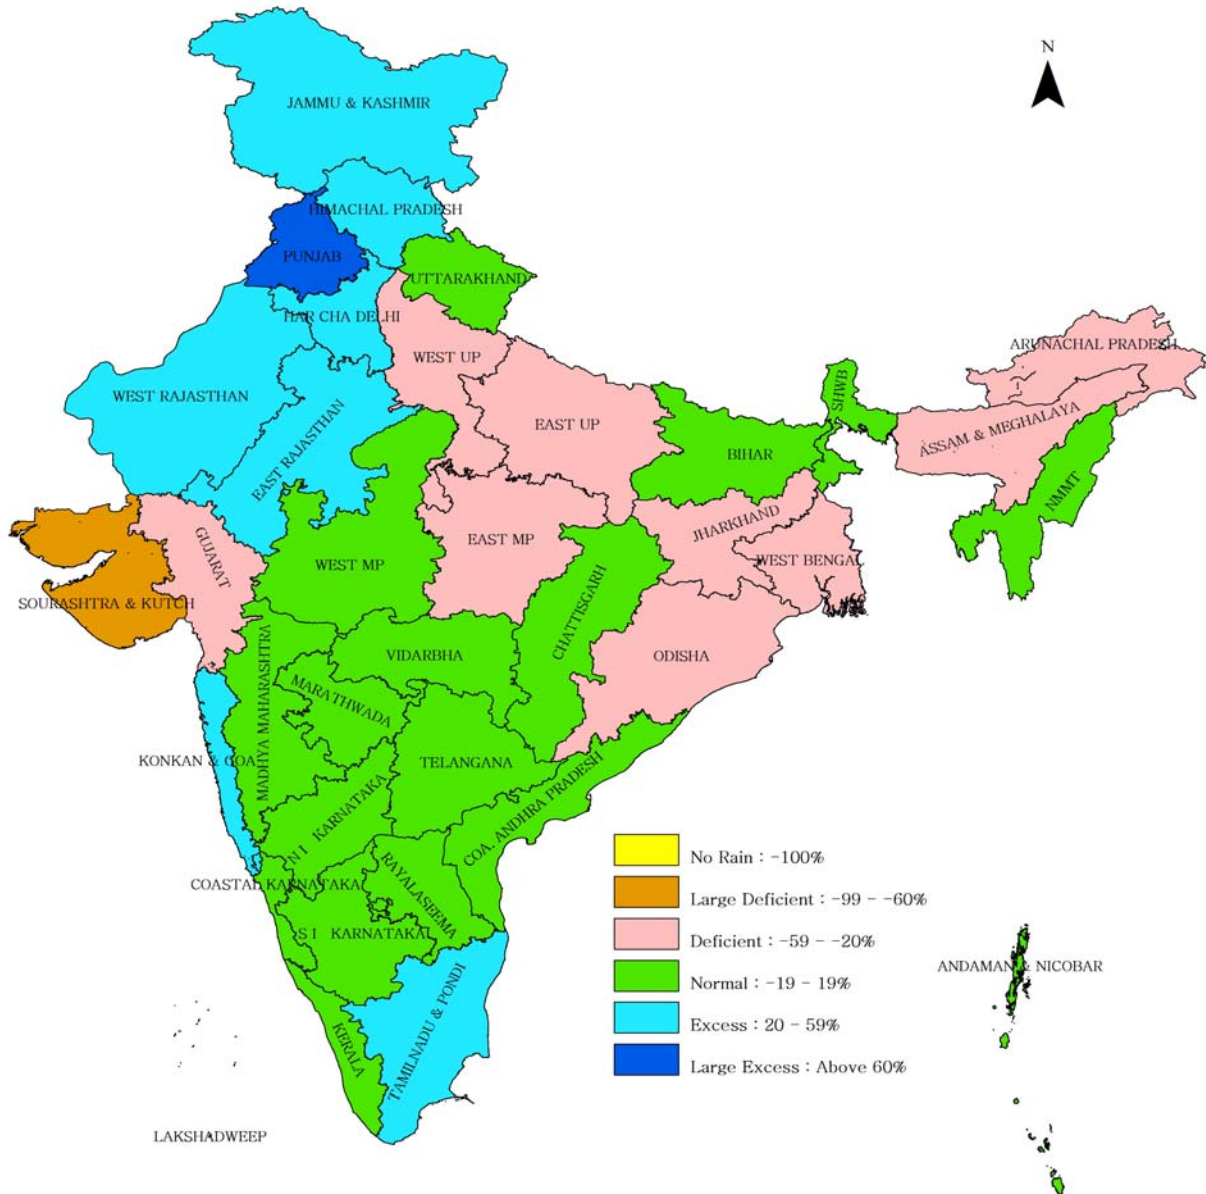 N
JAMMU & KASHMIR
HIMACHAL PRADESH
PUNJAB
UTTARAKHAND
HAR CHA DELHI
ARUNACHAL PRADESH
WEST UP
WEST RAJASTHAN
SHWB
EAST RAJASTHAN
EAST UP
ASSAM & MEGHALAYA
BIHAR
NMMT
GUJARAT
JHARKHAND
EAST MP
WEST MP
WEST BENGAL
SOURASHTRA & KUTCH
CHATTISGARH
VIDARBHA
ODISHA
MADHYA MAHARASHTRA
MARATHWADA
KONKAN & GOA
TELANGANA
COA. ANDHRA PRADESH
N I KARNATAKA
COASTAL KARNATAKA
RAYALASEEMA
S I KARNATAKA
No Rain : -100%
Large Deficient : -99 - -60%
Deficient : -59 - -20%
Normal : -19 - 19%
Excess : 20 - 59%
Large Excess : Above 60%
ANDAMAN & NICOBAR
TAMILNADU & PONDI
KERALA
LAKSHADWEEP